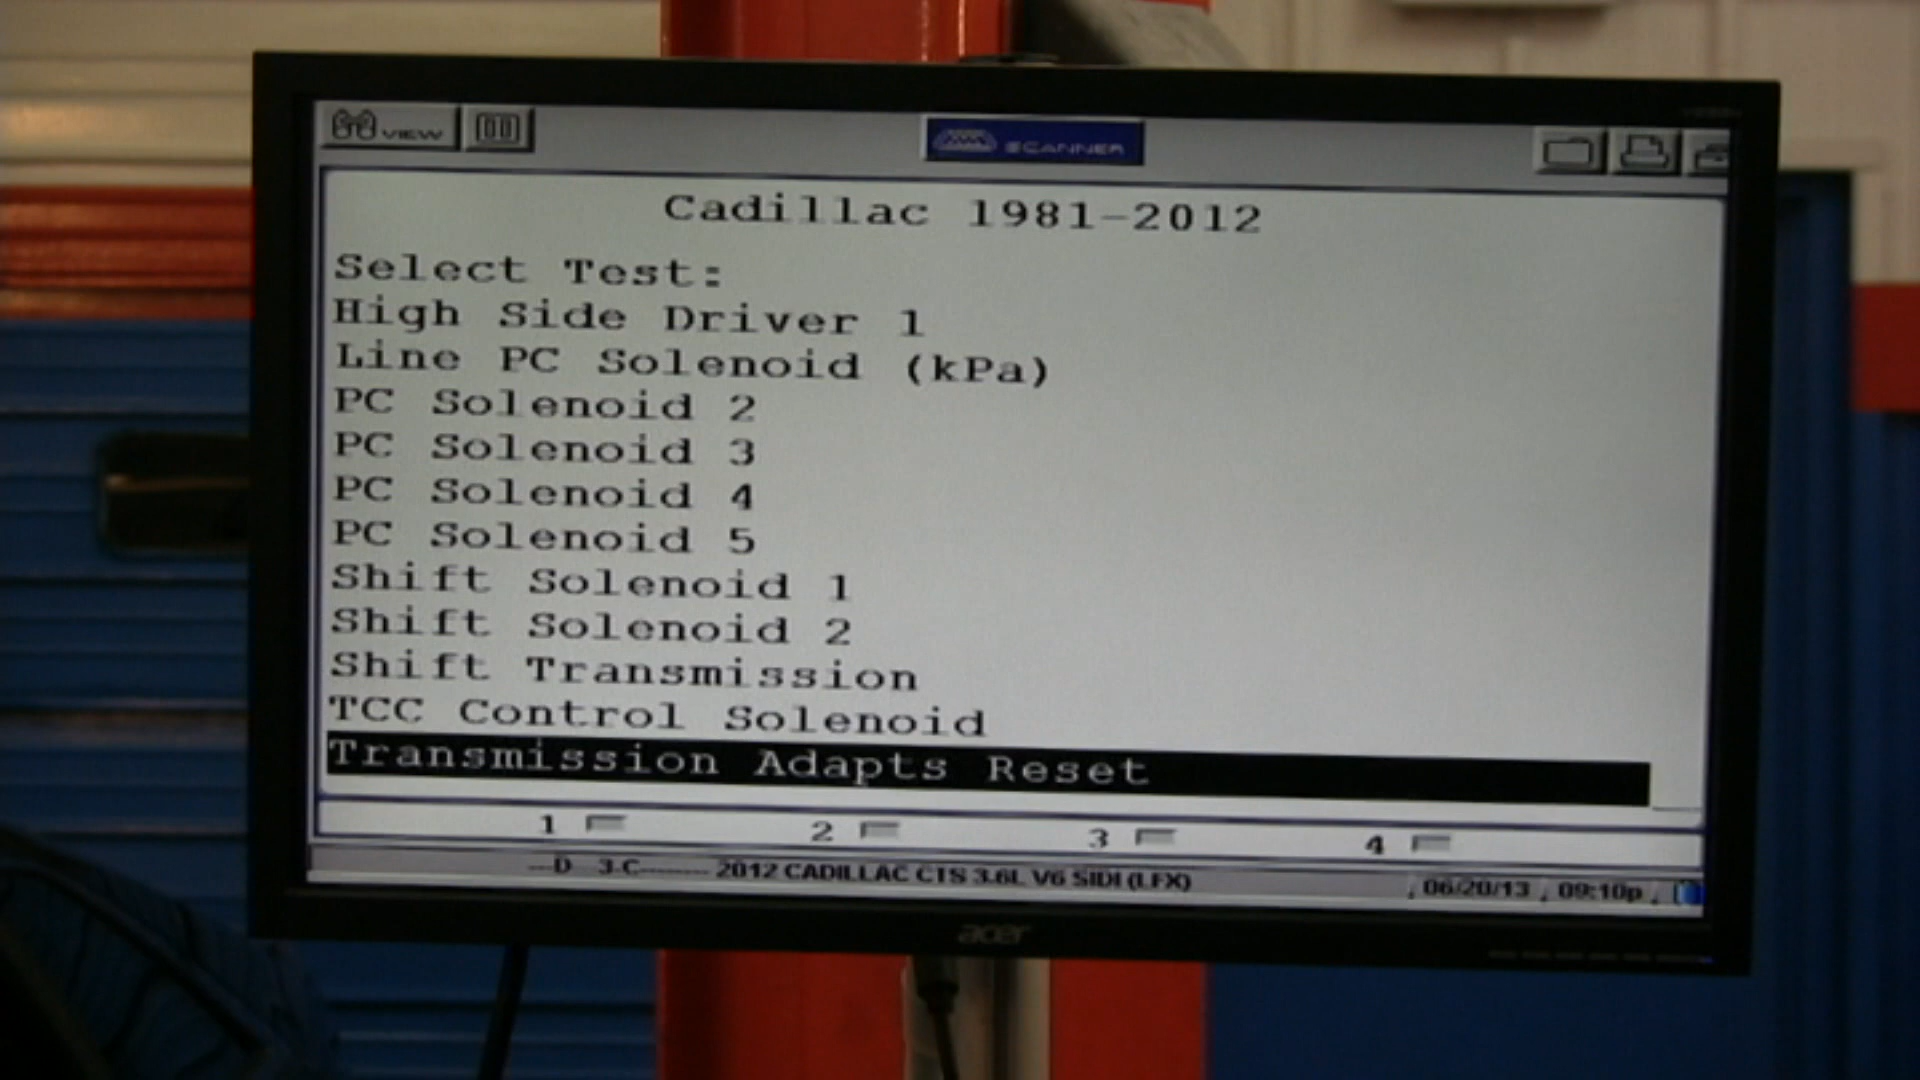 VIEW
SCANNER
Cadillac 1981-2012
Select Test:
High Side Driver 1
Line PC Solenoid (kPa)
PC Solenoid 2
PC Solenoid 3
PC Solenoid 4
PC Solenoid 5
Shift Solenoid 1
Shift Solenoid 2
Shift Transmission
TCC Control Solenoid
Transmission Adapts Reset
1 2 3 4
---D 3-C-------- 2012 CADILLAC CTS 3.6L V6 SIDI (LFX) , 06/20/13 , 09:10p ,
acer